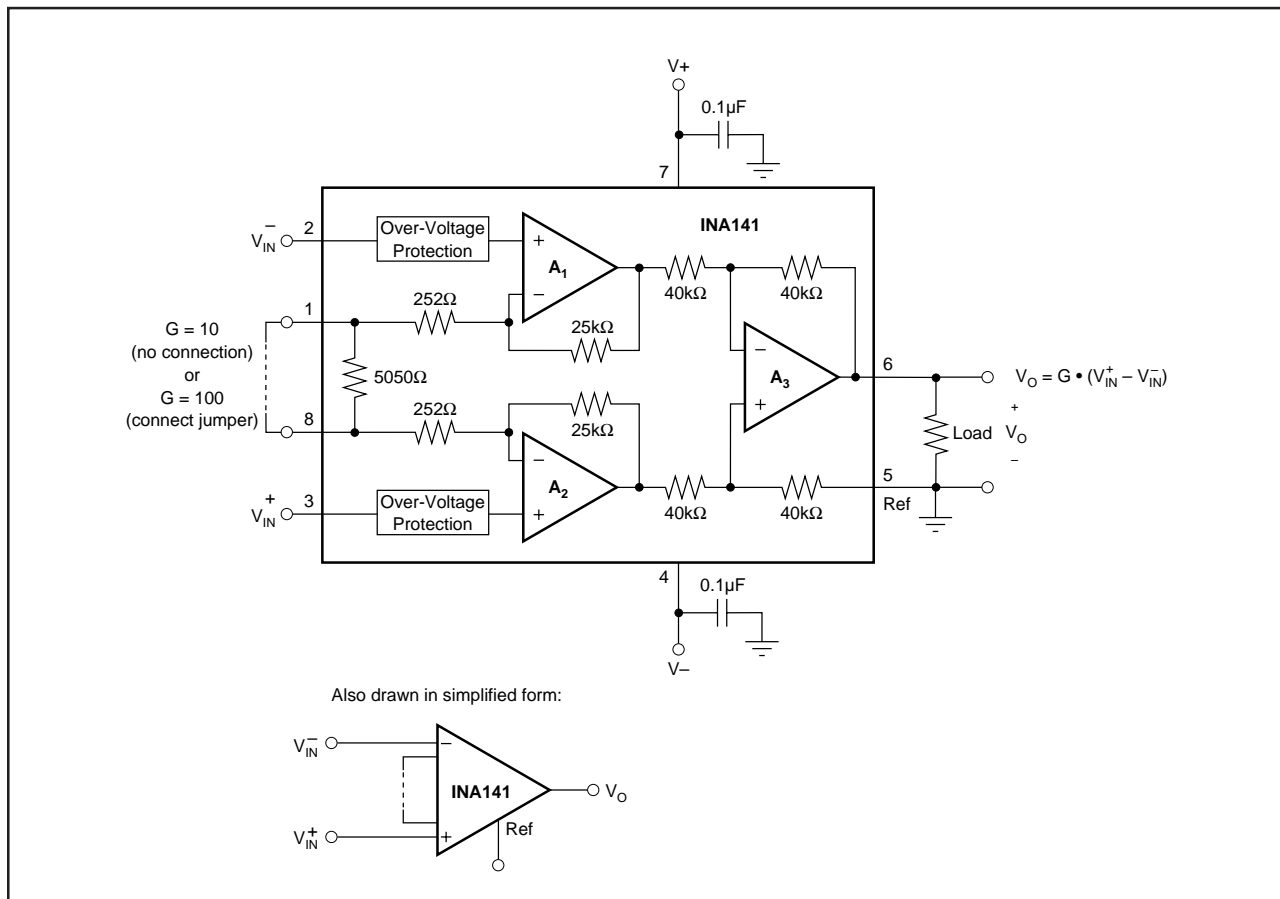 V+
0.1µF
7
INA141
2
V–IN
Over-Voltage
Protection
+
A1
–
40kΩ
40kΩ
1
252Ω
25kΩ
G = 10
(no connection)
or
G = 100
(connect jumper)
5050Ω
–
A3
+
6
VO = G • (V+IN – V–IN)
8
252Ω
25kΩ
+
Load VO
–
–
A2
+
3
V+IN
Over-Voltage
Protection
40kΩ
40kΩ
5
Ref
4
0.1µF
V–
Also drawn in simplified form:
V–IN
–
INA141
VO
V+IN
+
Ref